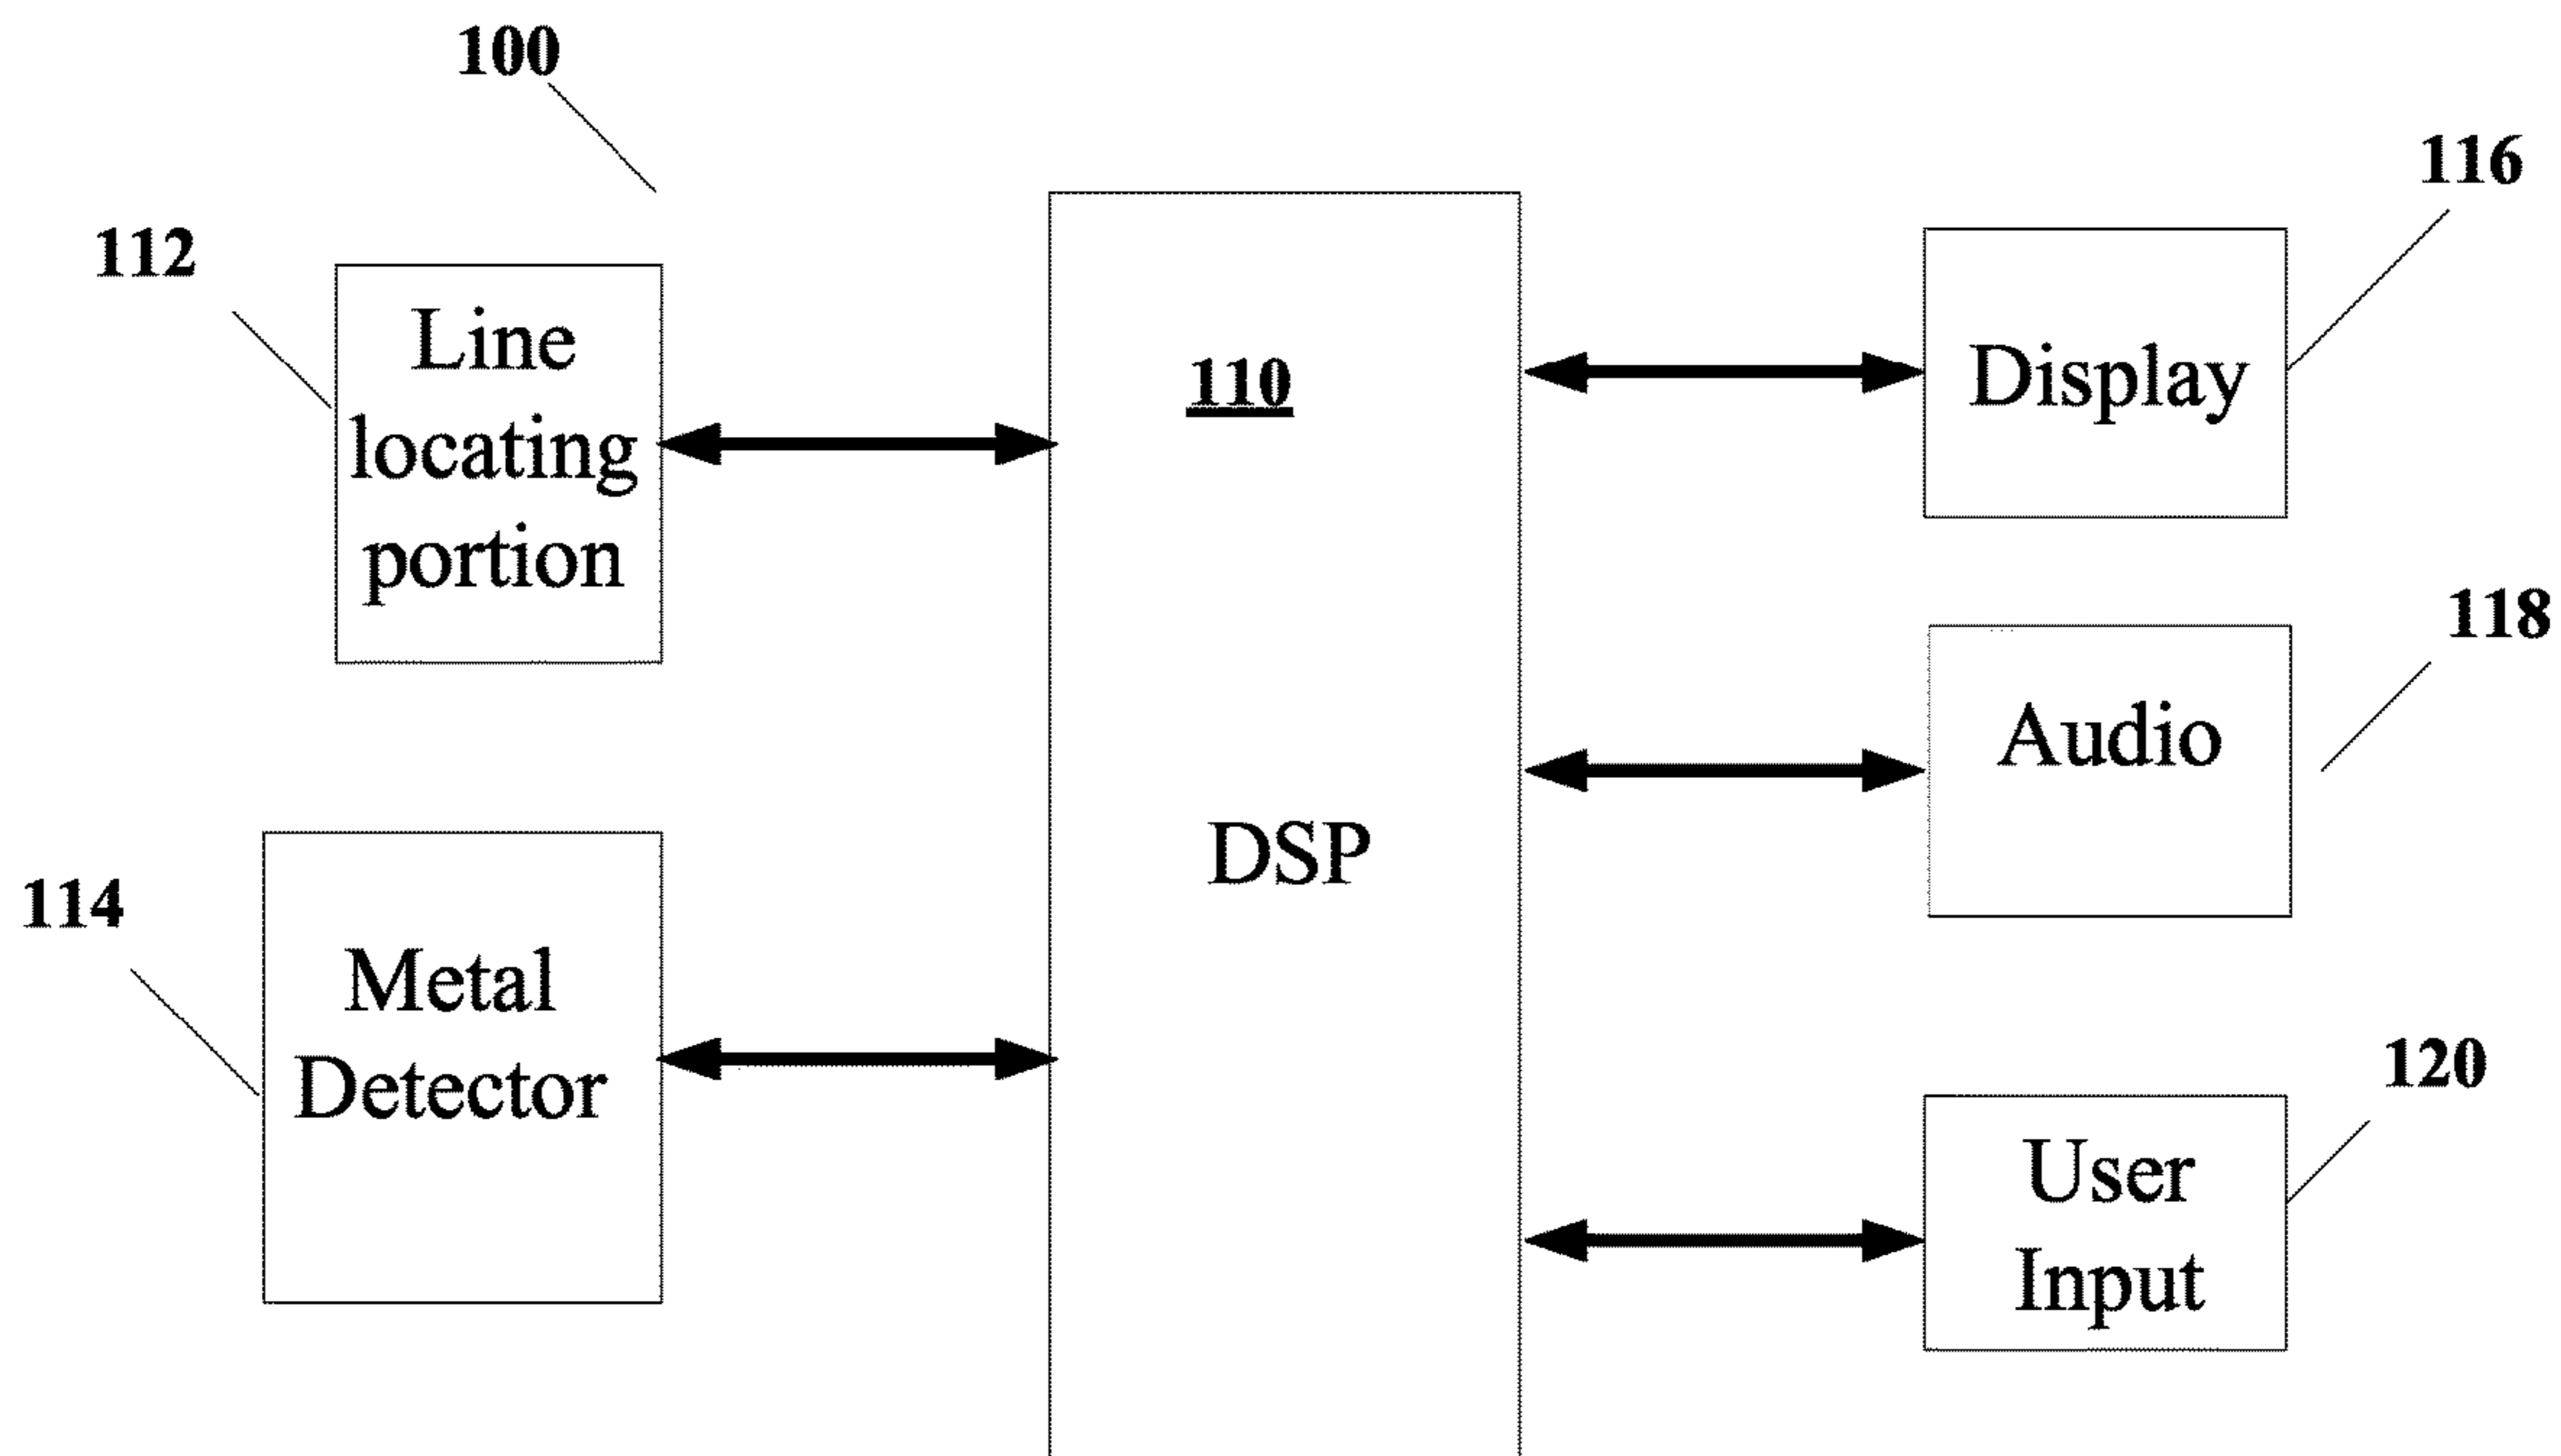 100
112
Line
locating
portion
114
Metal
Detector
110
DSP
116
Display
118
Audio
120
User
Input